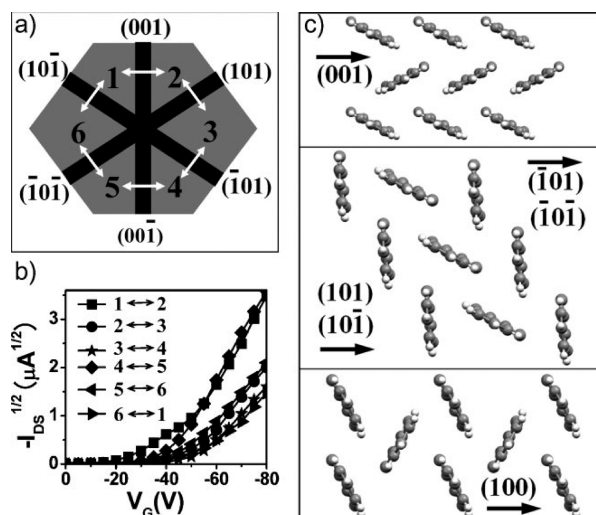 a)
(001)
(101̄)
(101)
1 2
6 3
5 4
(1̄01̄)
(1̄01)
(001̄)
b)
-I_DS^1/2 (μA^1/2)
3
2
1
0
1 ↔ 2
2 ↔ 3
3 ↔ 4
4 ↔ 5
5 ↔ 6
6 ↔ 1
0 -20 -40 -60 -80
V_G(V)
c)
(001)
(1̄01)
(1̄01̄)
(101)
(101̄)
(100)